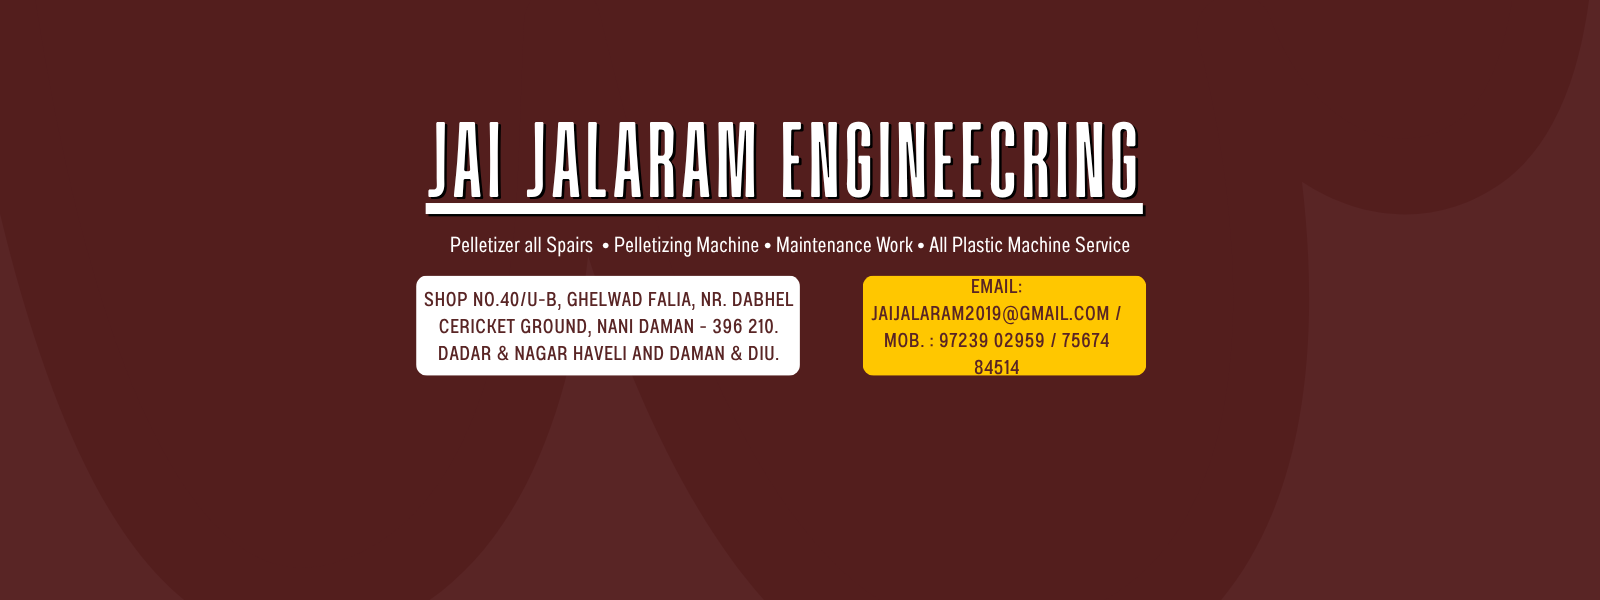 JAI JALARAM ENGINEECRING
Pelletizer all Spairs • Pelletizing Machine • Maintenance Work • All Plastic Machine Service
SHOP NO.40/U-B, GHELWAD FALIA, NR. DABHEL
CERICKET GROUND, NANI DAMAN - 396 210.
DADAR & NAGAR HAVELI AND DAMAN & DIU.
EMAIL:
JAIJALARAM2019@GMAIL.COM /
MOB. : 97239 02959 / 75674
84514